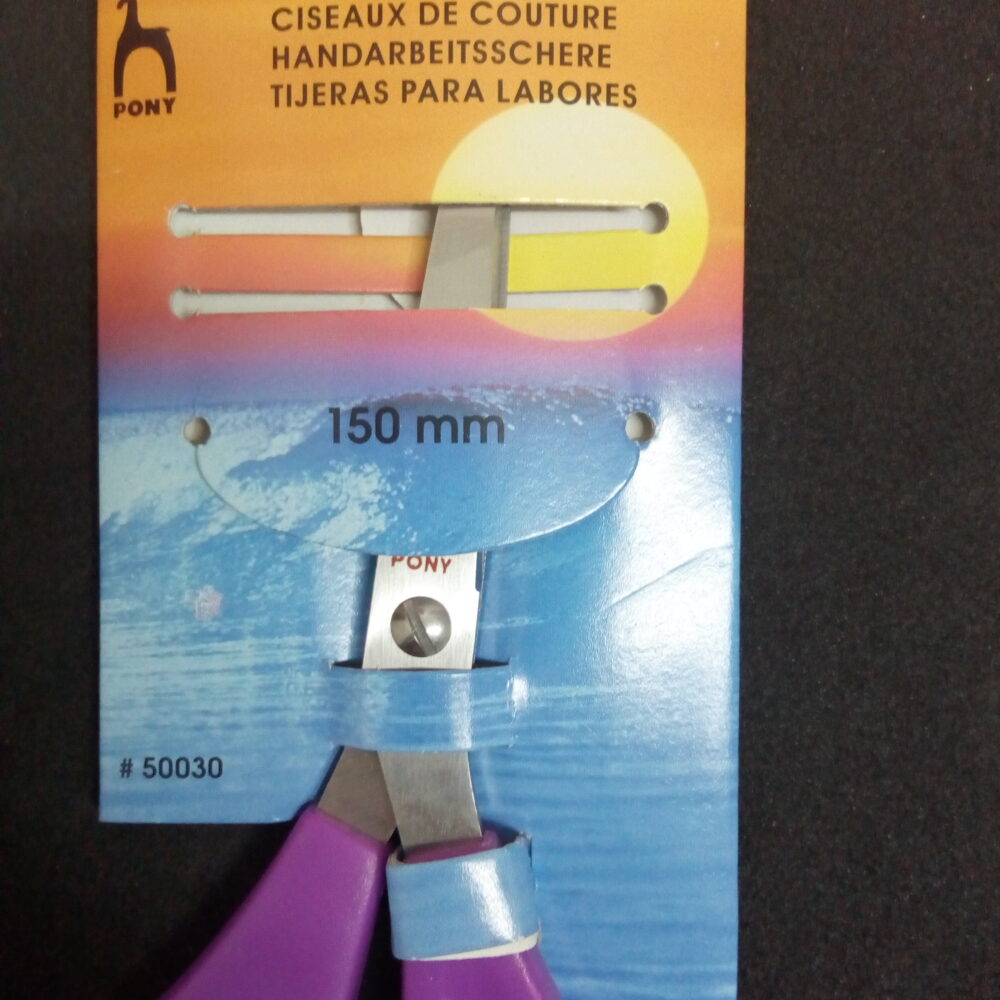 CISEAUX DE COUTURE
HANDARBEITSSCHERE
TIJERAS PARA LABORES
PONY
150 mm
PONY
# 50030